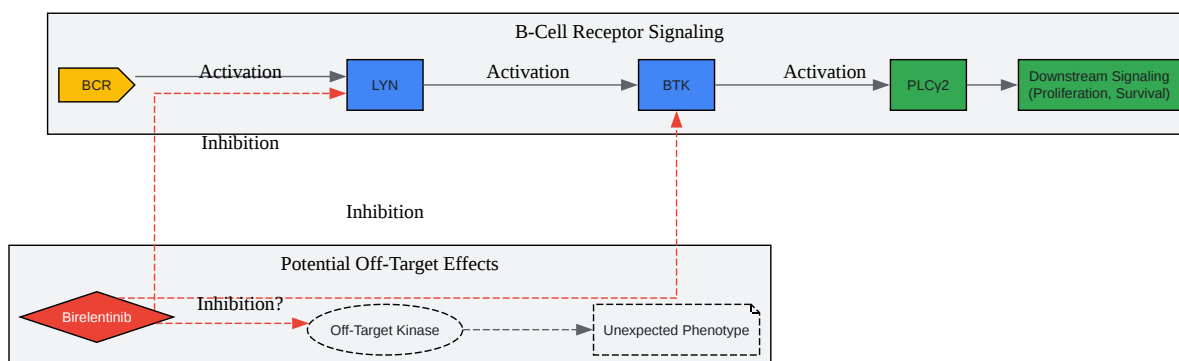 B-Cell Receptor Signaling
BCR
Activation
LYN
Activation
BTK
Activation
PLCγ2
Downstream Signaling
(Proliferation, Survival)
Inhibition
Inhibition
Potential Off-Target Effects
Birelentinib
Inhibition?
Off-Target Kinase
Unexpected Phenotype